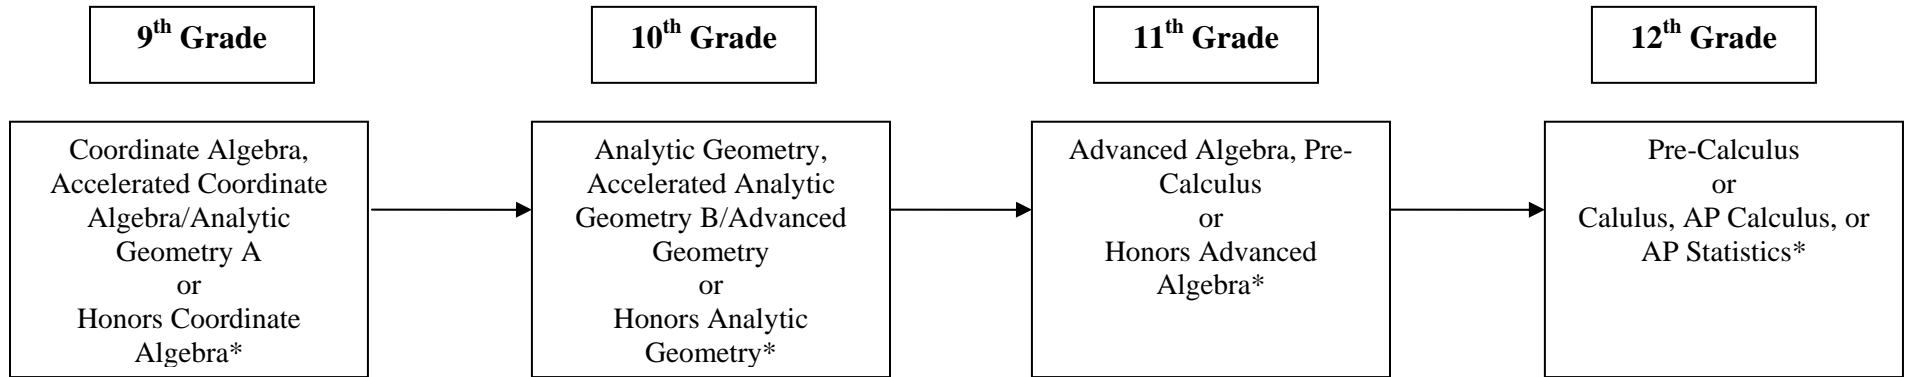 9th Grade
10th Grade
11th Grade
12th Grade
Coordinate Algebra,
Accelerated Coordinate
Algebra/Analytic
Geometry A
or
Honors Coordinate
Algebra*
Analytic Geometry,
Accelerated Analytic
Geometry B/Advanced
Geometry
or
Honors Analytic
Geometry*
Advanced Algebra, Pre-
Calculus
or
Honors Advanced
Algebra*
Pre-Calculus
or
Calulus, AP Calculus, or
AP Statistics*